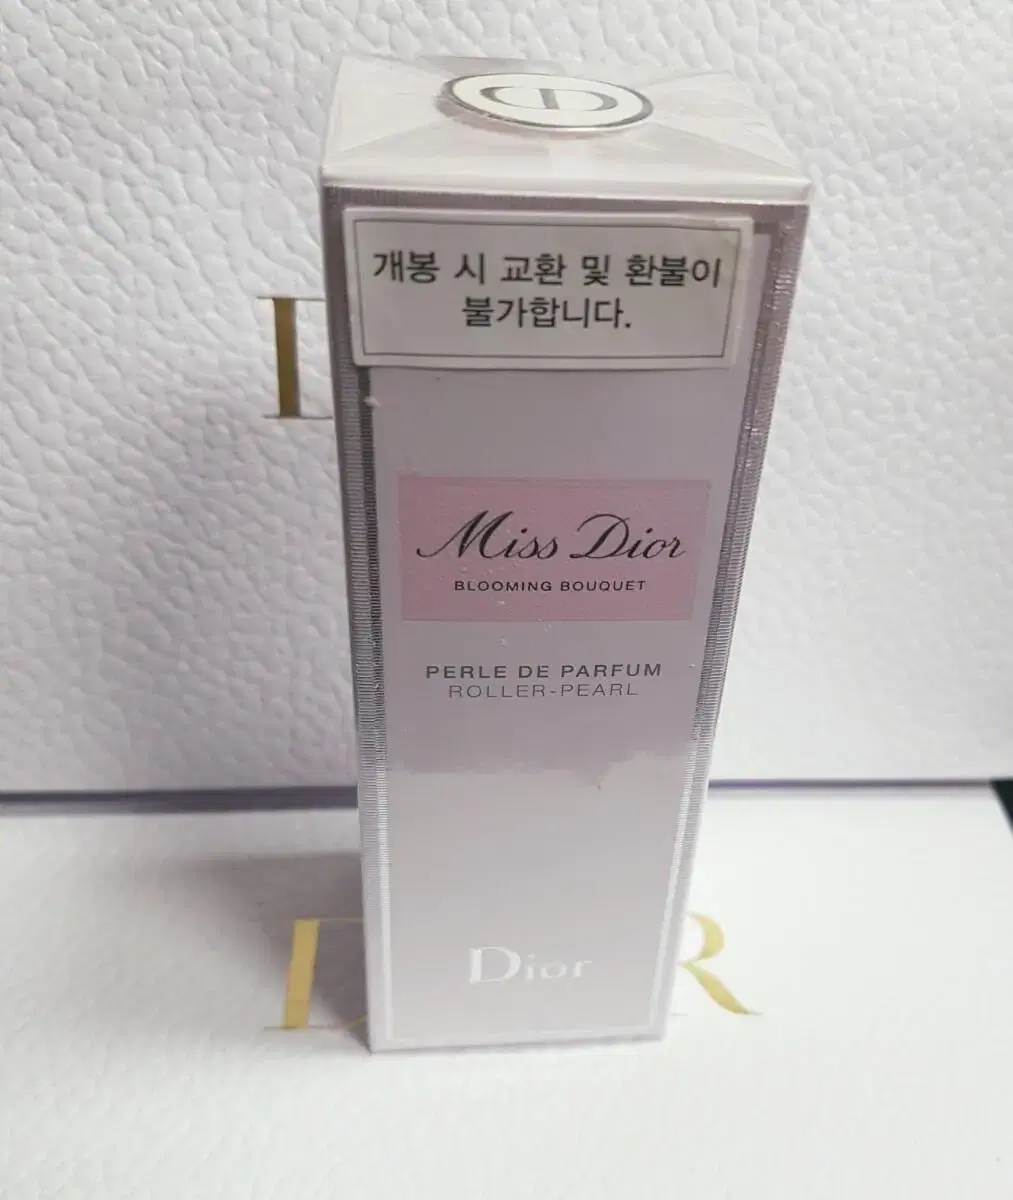 개봉 시 교환 및 환불이
불가합니다.
Miss Dior
BLOOMING BOUQUET
PERLE DE PARFUM
ROLLER-PEARL
Dior